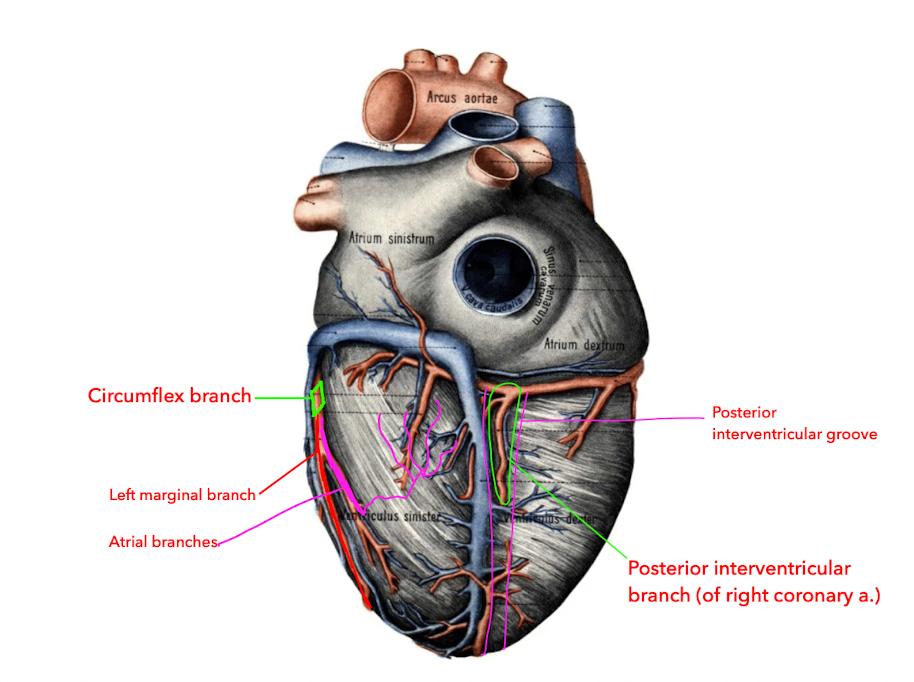 Arcus aortae
Atrium sinistrum
Sinus venarum
cavarum
V. cava caudalis
Atrium dextrum
Circumflex branch
Posterior
interventricular groove
Left marginal branch
Ventriculus sinister
Ventriculus dexter
Atrial branches
Posterior interventricular
branch (of right coronary a.)